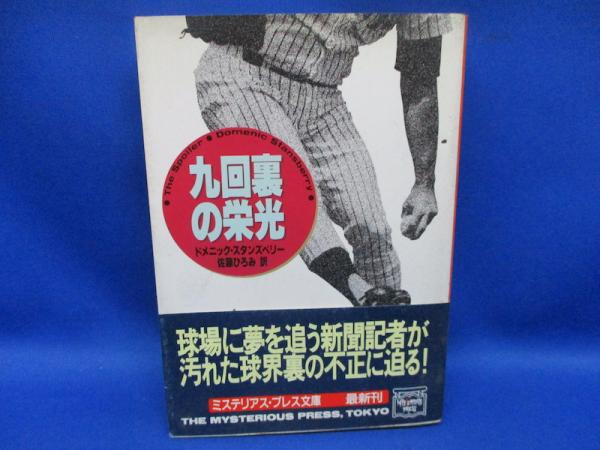 The Spoiler ● Domenic Stansberry ●
九回裏
の栄光
ドメニック・スタンズベリー
佐藤ひろみ 訳
球場に夢を追う新聞記者が
汚れた球界裏の不正に迫る!
ミステリアス・プレス文庫 最新刊
THE MYSTERIOUS PRESS, TOKYO